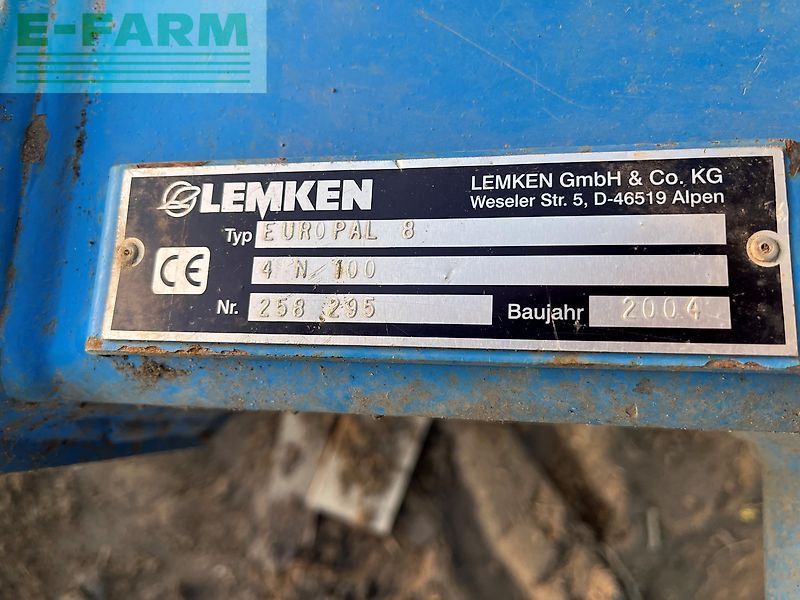 E-FARM
LEMKEN
LEMKEN GmbH & Co. KG
Weseler Str. 5, D-46519 Alpen
Typ EUROPAL 8
4 N 100
CE
Nr. 258 295 Baujahr 2004